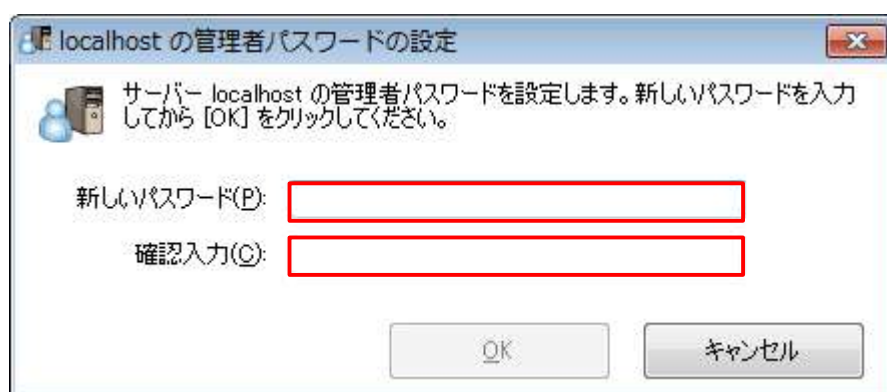 localhost の管理者パスワードの設定
サーバー localhost の管理者パスワードを設定します。新しいパスワードを入力
してから [OK] をクリックしてください。
新しいパスワード(P):
確認入力(C):
OK
キャンセル